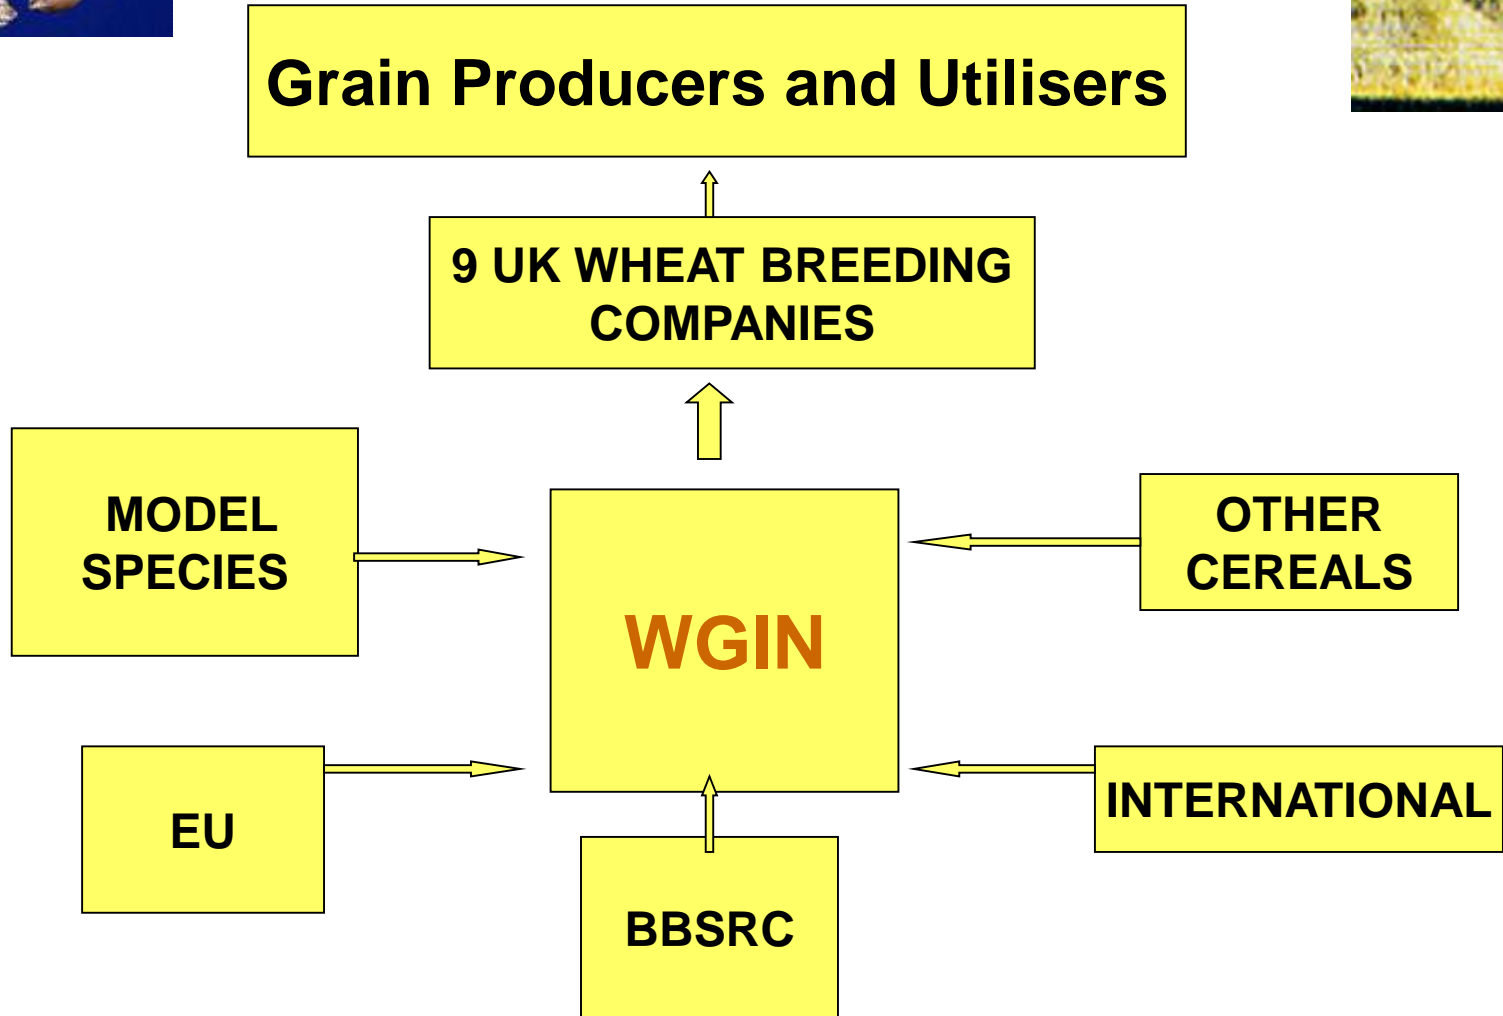 Grain Producers and Utilisers
9 UK WHEAT BREEDING
COMPANIES
MODEL
SPECIES
OTHER
CEREALS
WGIN
EU
INTERNATIONAL
BBSRC